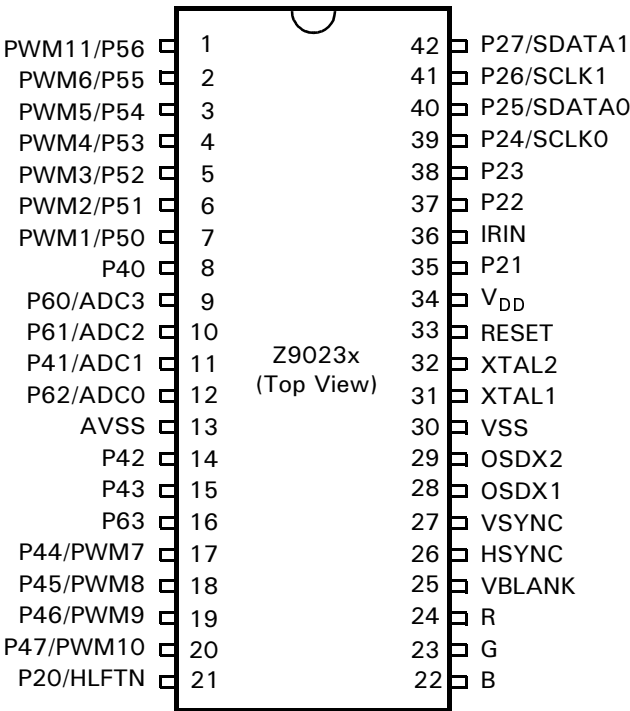 PWM11/P56 1 42 P27/SDATA1
PWM6/P55 2 41 P26/SCLK1
PWM5/P54 3 40 P25/SDATA0
PWM4/P53 4 39 P24/SCLK0
PWM3/P52 5 38 P23
PWM2/P51 6 37 P22
PWM1/P50 7 36 IRIN
P40 8 35 P21
P60/ADC3 9 34 VDD
P61/ADC2 10 33 RESET
P41/ADC1 11 32 XTAL2
P62/ADC0 12 31 XTAL1
AVSS 13 30 VSS
P42 14 29 OSDX2
P43 15 28 OSDX1
P63 16 27 VSYNC
P44/PWM7 17 26 HSYNC
P45/PWM8 18 25 VBLANK
P46/PWM9 19 24 R
P47/PWM10 20 23 G
P20/HLFTN 21 22 B
Z9023x
(Top View)